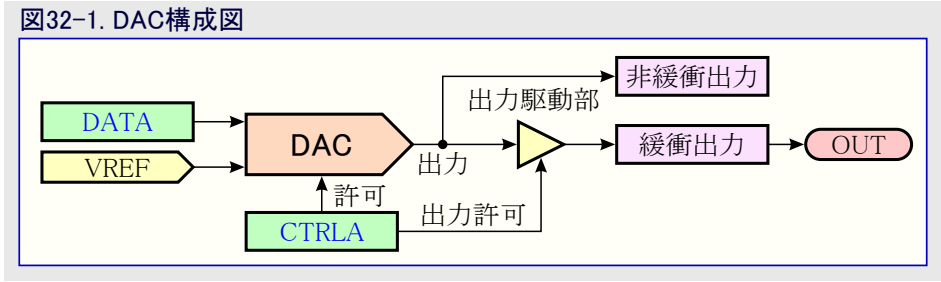 図32-1. DAC構成図
非緩衝出力
出力駆動部
DATA
DAC
緩衝出力
OUT
VREF
出力
許可
出力許可
CTRLA